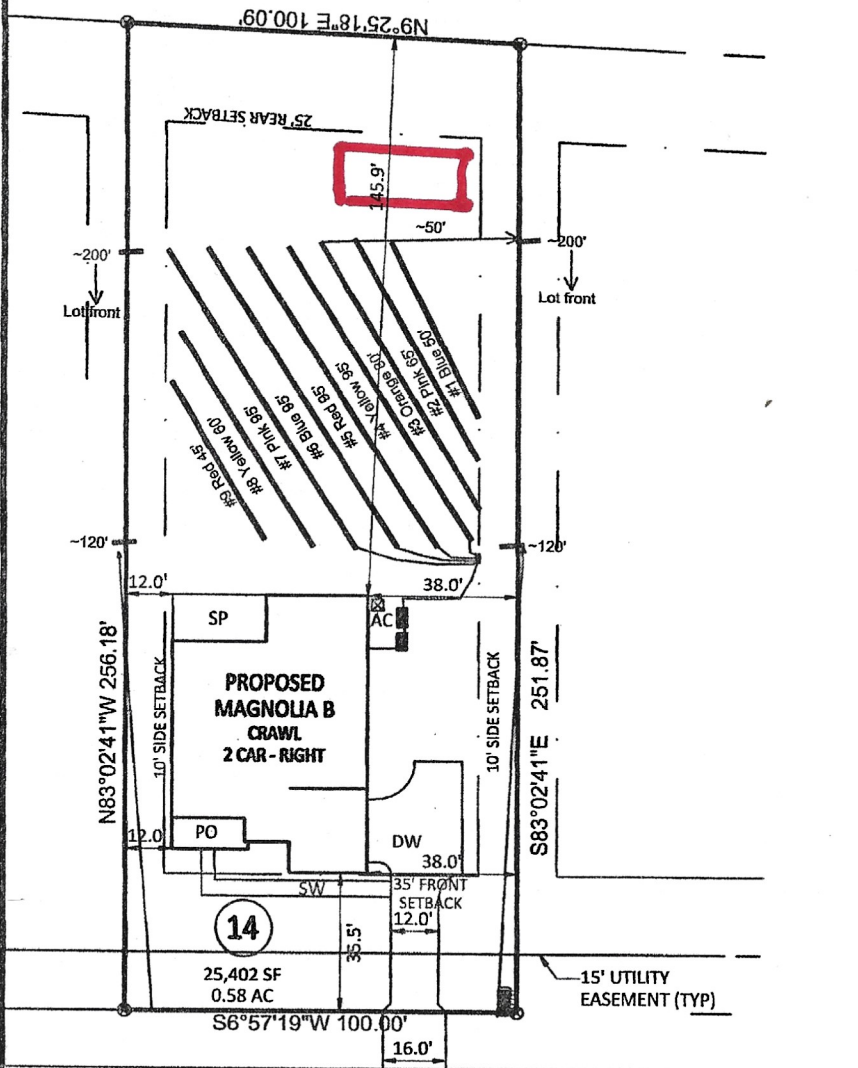 N9°25'18"E 100.09'
25' REAR SETBACK
145.9'
~50'
~200'
~200'
Lot front
Lot front
#1 Blue 50'
#2 Pink 65'
#3 Orange 80'
#4 Yellow 95'
#5 Red 95'
#6 Blue 95'
#7 Pink 95'
#8 Yellow 60'
#9 Red 45'
~120'
~120'
12.0'
38.0'
SP
AC
N83°02'41"W 256.18'
10' SIDE SETBACK
PROPOSED
MAGNOLIA B
CRAWL
2 CAR - RIGHT
10' SIDE SETBACK
S83°02'41"E 251.87'
12.0'
PO
DW
38.0'
SW
35' FRONT
SETBACK
12.0'
14
36.5'
25,402 SF
0.58 AC
15' UTILITY
EASEMENT (TYP)
S6°57'19"W 100.00'
16.0'